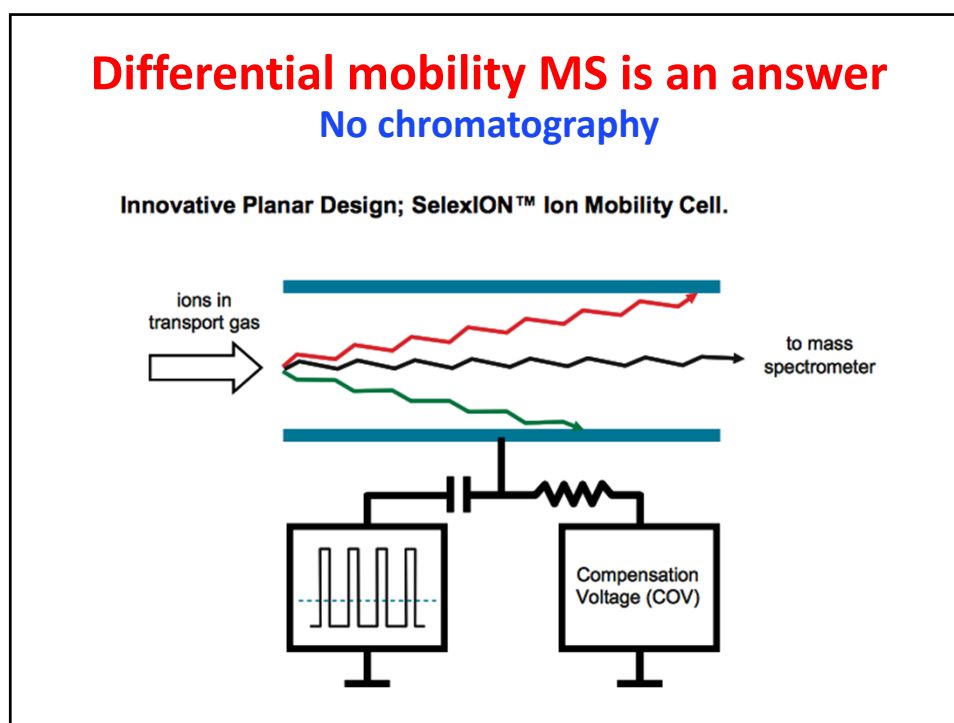 Differential mobility MS is an answer
No chromatography
Innovative Planar Design; SelexION™ Ion Mobility Cell.
ions in
transport gas
to mass
spectrometer
Compensation
Voltage (COV)